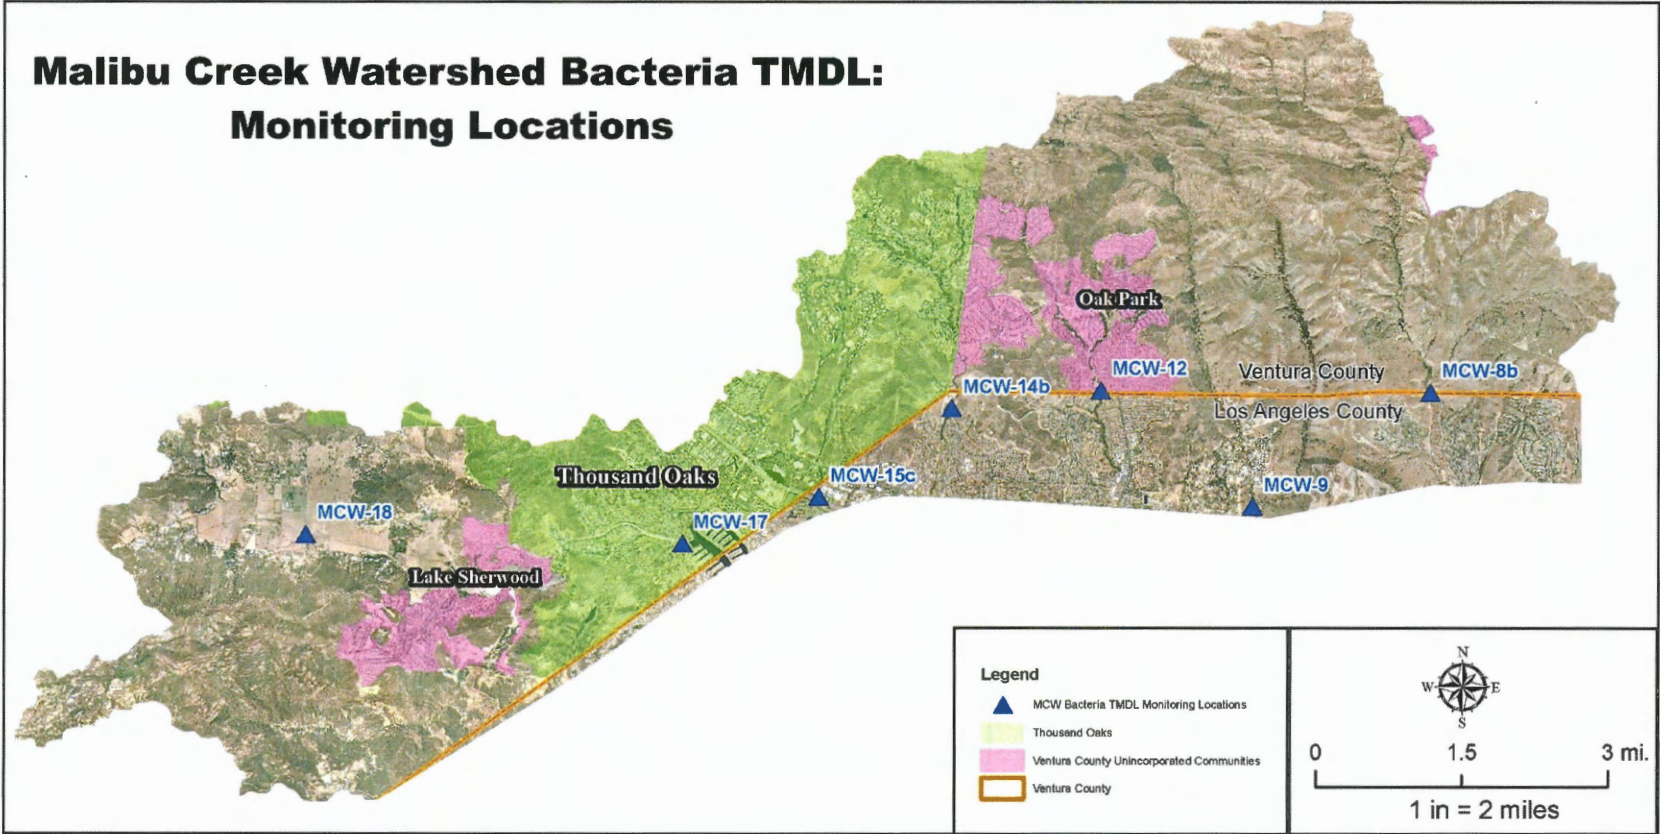 Malibu Creek Watershed Bacteria TMDL:
Monitoring Locations
Oak Park
MCW-12
Ventura County
MCW-8b
MCW-14b
Los Angeles County
Thousand Oaks
MCW-15c
MCW-9
MCW-18
MCW-17
Lake Sherwood
Legend
MCW Bacteria TMDL Monitoring Locations
Thousand Oaks
Ventura County Unincorporated Communities
Ventura County
N
W E
S
0 1.5 3 mi.
1 in = 2 miles